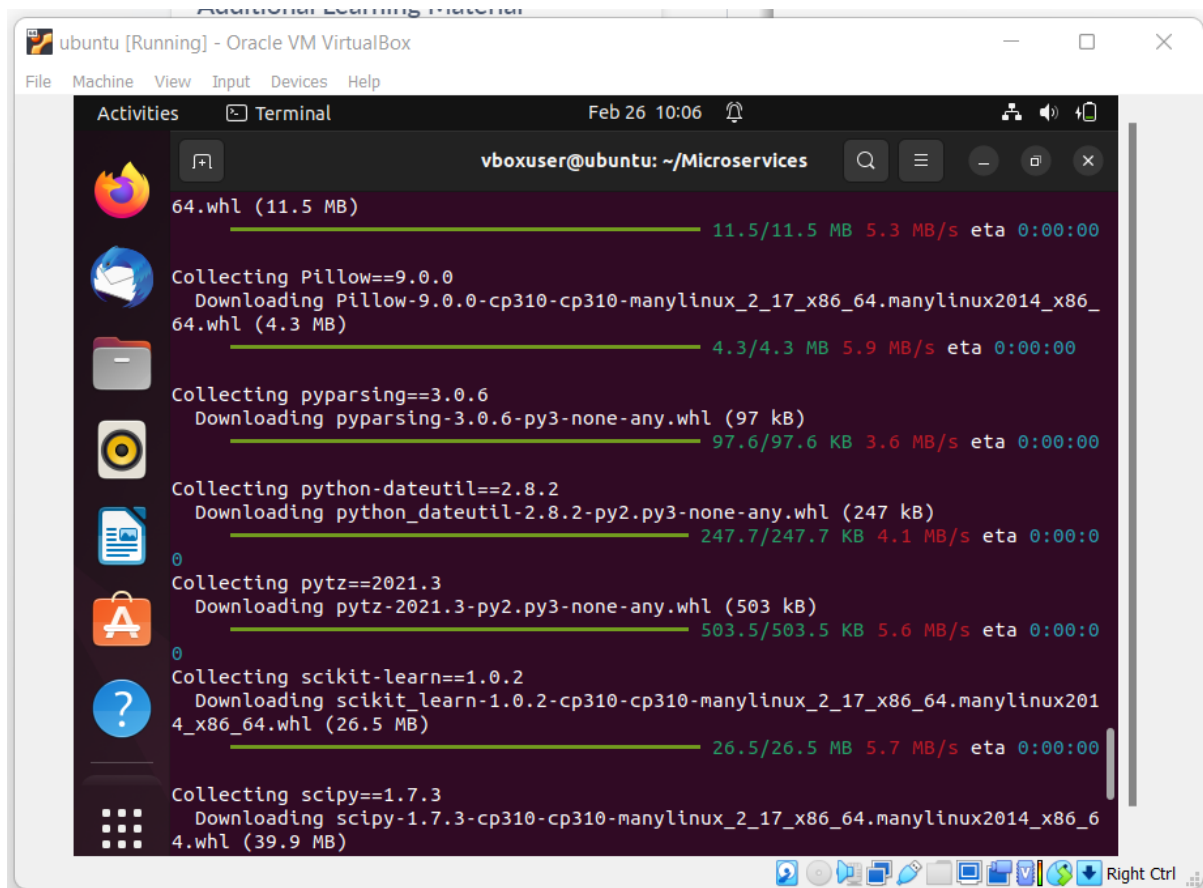 Additional Learning Material
ubuntu [Running] - Oracle VM VirtualBox
File Machine View Input Devices Help
Activities Terminal Feb 26 10:06
vboxuser@ubuntu: ~/Microservices
64.whl (11.5 MB)
11.5/11.5 MB 5.3 MB/s eta 0:00:00
Collecting Pillow==9.0.0
Downloading Pillow-9.0.0-cp310-cp310-manylinux_2_17_x86_64.manylinux2014_x86_
64.whl (4.3 MB)
4.3/4.3 MB 5.9 MB/s eta 0:00:00
Collecting pyparsing==3.0.6
Downloading pyparsing-3.0.6-py3-none-any.whl (97 kB)
97.6/97.6 KB 3.6 MB/s eta 0:00:00
Collecting python-dateutil==2.8.2
Downloading python_dateutil-2.8.2-py2.py3-none-any.whl (247 kB)
247.7/247.7 KB 4.1 MB/s eta 0:00:0
0
Collecting pytz==2021.3
Downloading pytz-2021.3-py2.py3-none-any.whl (503 kB)
503.5/503.5 KB 5.6 MB/s eta 0:00:0
0
Collecting scikit-learn==1.0.2
Downloading scikit_learn-1.0.2-cp310-cp310-manylinux_2_17_x86_64.manylinux201
4_x86_64.whl (26.5 MB)
26.5/26.5 MB 5.7 MB/s eta 0:00:00
Collecting scipy==1.7.3
Downloading scipy-1.7.3-cp310-cp310-manylinux_2_17_x86_64.manylinux2014_x86_6
4.whl (39.9 MB)
Right Ctrl